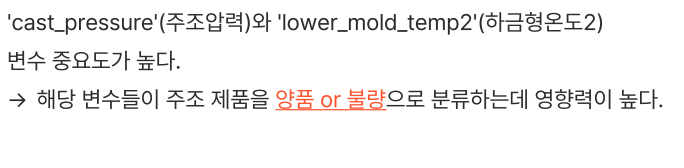 'cast_pressure'(주조압력)와 'lower_mold_temp2'(하금형온도2)
변수 중요도가 높다.
→ 해당 변수들이 주조 제품을 양품 or 불량으로 분류하는데 영향력이 높다.